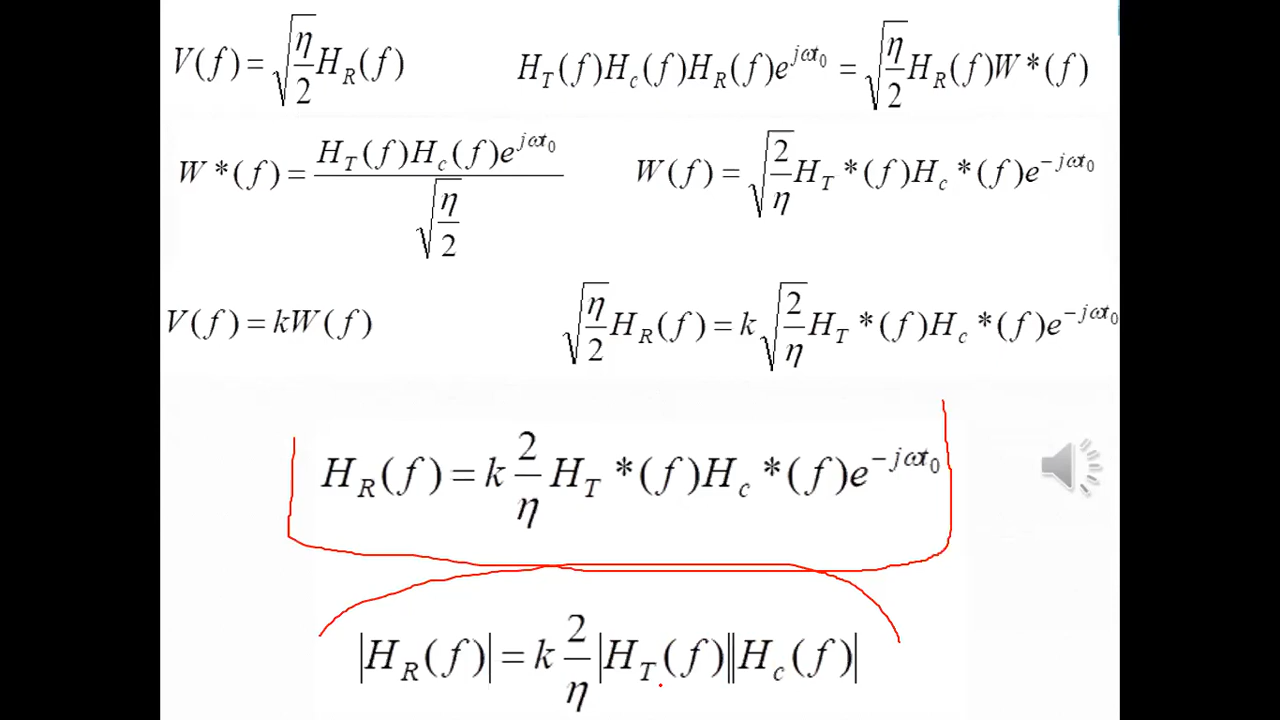 V(f) = √(η/2) H_R(f)
H_T(f)H_c(f)H_R(f)e^{jωt_0} = √(η/2) H_R(f)W*(f)
W*(f) = H_T(f)H_c(f)e^{jωt_0} / √(η/2)
W(f) = √(2/η) H_T*(f)H_c*(f)e^{-jωt_0}
V(f) = kW(f)
√(η/2) H_R(f) = k √(2/η) H_T*(f)H_c*(f)e^{-jωt_0}
H_R(f) = k 2/η H_T*(f)H_c*(f)e^{-jωt_0}
|H_R(f)| = k 2/η |H_T(f)||H_c(f)|